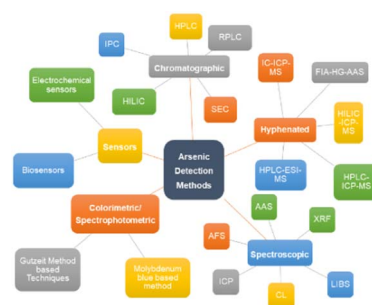 HPLC
RPLC
IPC
Chromatographic
HILIC
SEC
Electrochemical
sensors
Sensors
Biosensors
Arsenic
Detection
Methods
IC-ICP-
MS
FIA-HG-AAS
Hyphenated
HILIC
-ICP-
MS
HPLC-ESI-
MS
HPLC-
ICP-MS
Colorimetric/
Spectrophotometric
Gutzeit Method
based
Techniques
Molybdenum
blue based
method
AAS
XRF
AFS
Spectroscopic
ICP
CL
LIBS